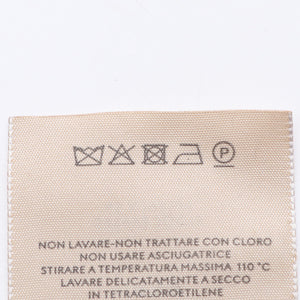 P
NON LAVARE-NON TRATTARE CON CLORO
NON USARE ASCIUGATRICE
STIRARE A TEMPERATURA MASSIMA 110 °C
LAVARE DELICATAMENTE A SECCO
IN TETRACLOROETILENE